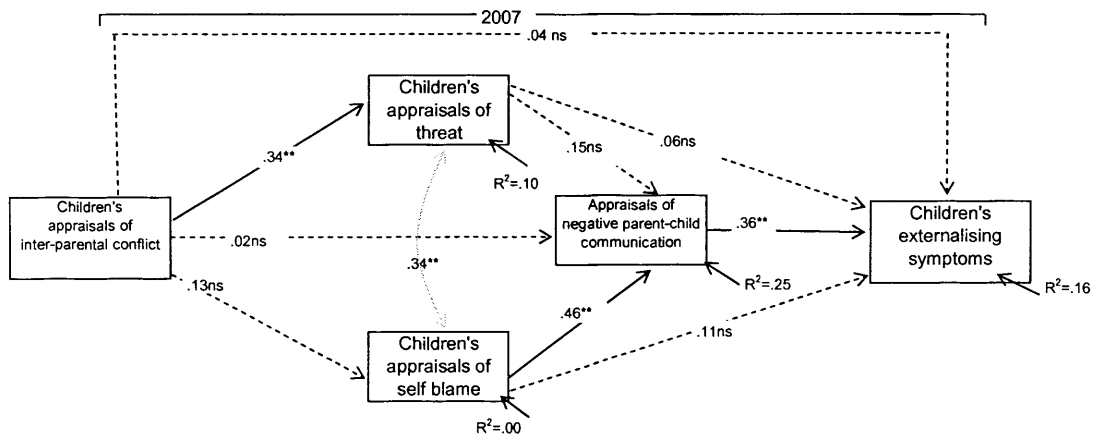 2007
.04 ns
Children's
appraisals of
threat
.34**
.15ns
.06ns
R²=.10
Children's
appraisals of
inter-parental conflict
.02ns
Appraisals of
negative parent-child
communication
.36**
Children's
externalising
symptoms
.34**
.13ns
R²=.25
R²=.16
.46**
.11ns
Children's
appraisals of
self blame
R²=.00